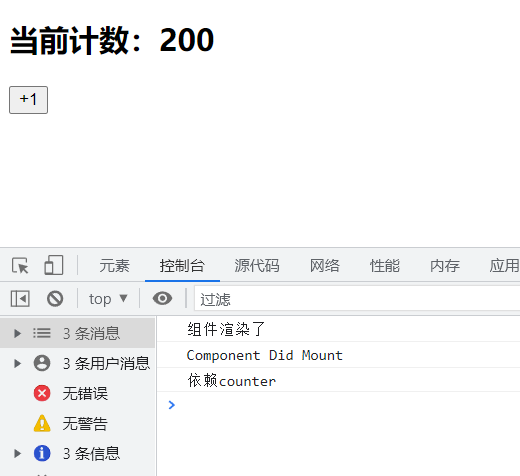 当前计数：200
+1
元素 控制台 源代码 网络 性能 内存 应用
top ▼ 过滤
3 条消息
3 条用户消息
无错误
无警告
3 条信息
组件渲染了
Component Did Mount
依赖counter